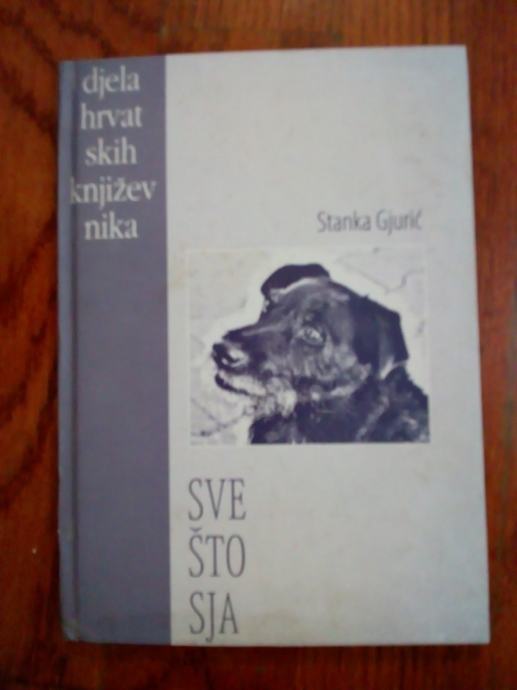 djela
hrvat
skih
književ
nika
Stanka Gjurić
SVE
ŠTO
SJA